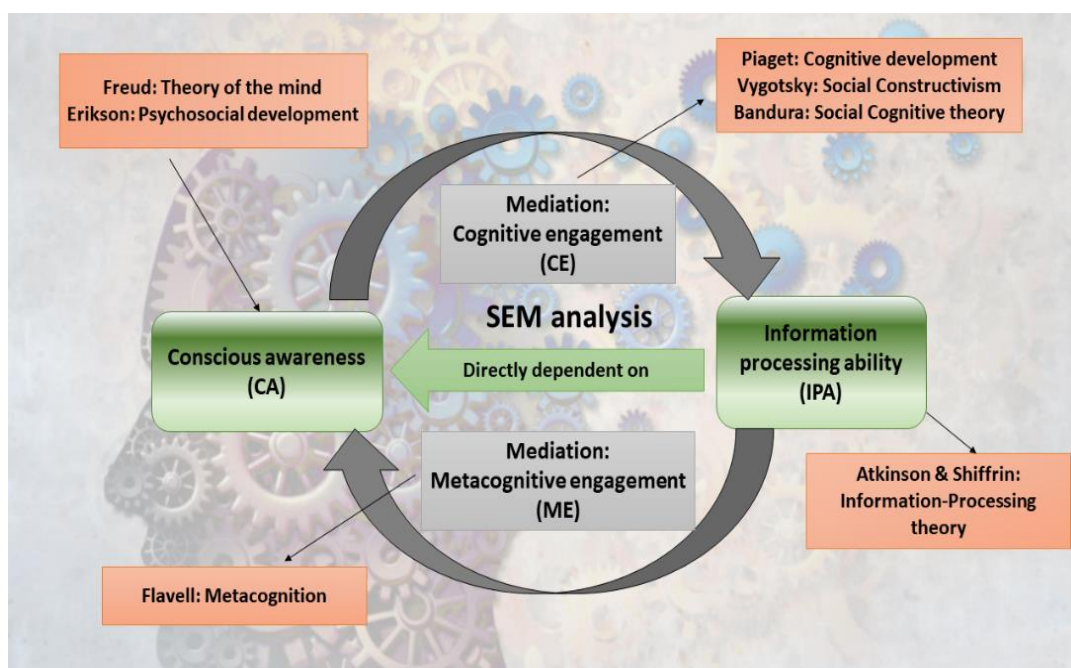 Freud: Theory of the mind
Erikson: Psychosocial development
Piaget: Cognitive development
Vygotsky: Social Constructivism
Bandura: Social Cognitive theory
Mediation:
Cognitive engagement
(CE)
SEM analysis
Conscious awareness
(CA)
Directly dependent on
Information
processing ability
(IPA)
Mediation:
Metacognitive engagement
(ME)
Atkinson & Shiffrin:
Information-Processing
theory
Flavell: Metacognition